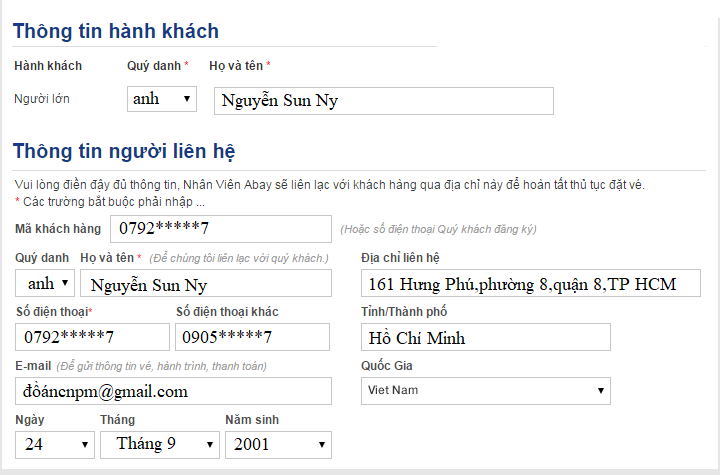 Thông tin hành khách
Hành khách Quý danh * Họ và tên *
Người lớn anh Nguyễn Sun Ny
Thông tin người liên hệ
Vui lòng điền đậy đủ thông tin, Nhân Viên Abay sẽ liên lạc với khách hàng qua địa chỉ này để hoàn tất thủ tục đặt vé.
* Các trường bắt buộc phải nhập ...
Mã khách hàng 0792*****7 (Hoặc số điện thoại Quý khách đăng ký)
Quý danh Họ và tên * (Để chúng tôi liên lạc với quý khách.) Địa chỉ liên hệ
anh Nguyễn Sun Ny 161 Hưng Phú,phường 8,quận 8,TP HCM
Số điện thoại* Số điện thoại khác Tỉnh/Thành phố
0792*****7 0905*****7 Hồ Chí Minh
E-mail (Để gửi thông tin vé, hành trình, thanh toán) Quốc Gia
đồáncnpm@gmail.com Viet Nam
Ngày Tháng Năm sinh
24 Tháng 9 2001